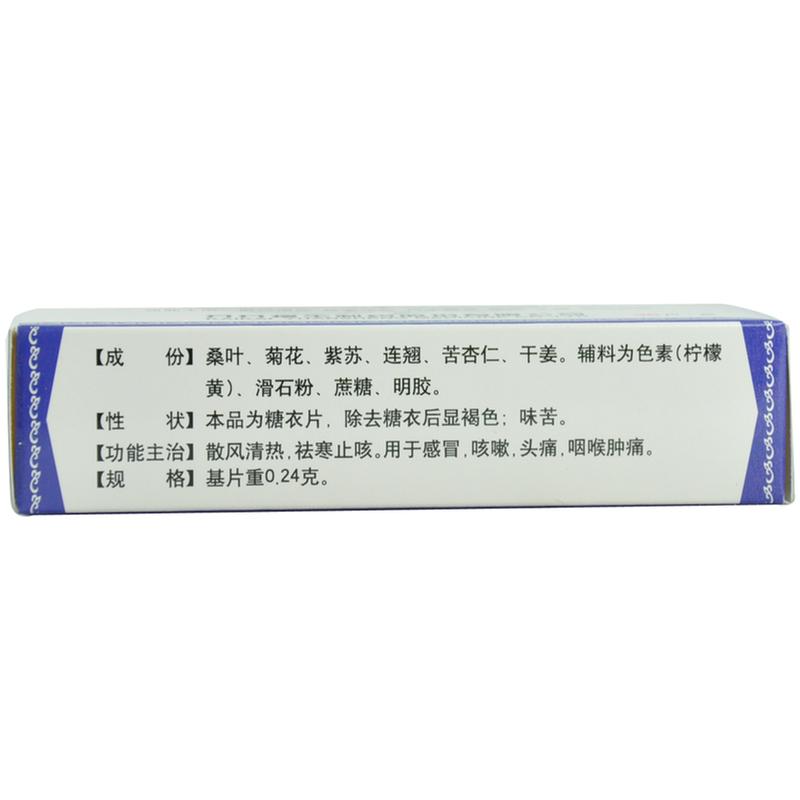 【成　份】桑叶、菊花、紫苏、连翘、苦杏仁、干姜。辅料为色素(柠檬
黄)、滑石粉、蔗糖、明胶。
【性　状】本品为糖衣片，除去糖衣后显褐色；味苦。
【功能主治】散风清热,祛寒止咳。用于感冒,咳嗽,头痛,咽喉肿痛。
【规　格】基片重0.24克。